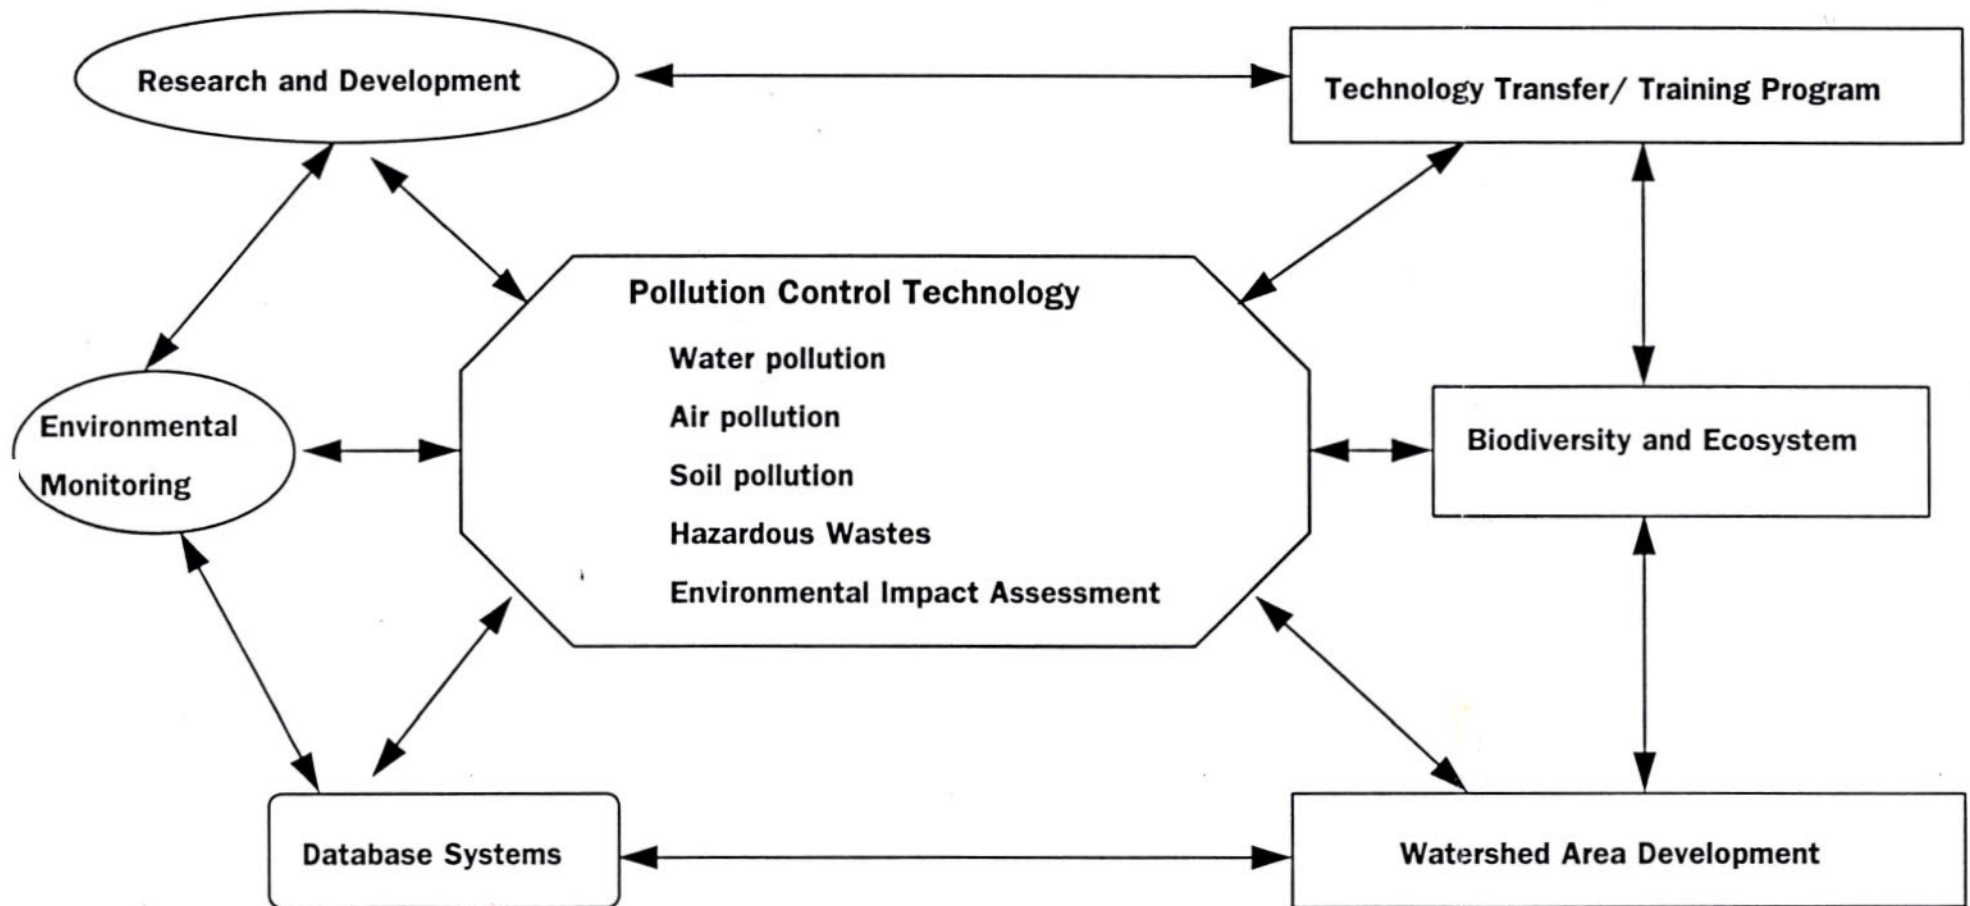 Research and Development
Technology Transfer/ Training Program
Pollution Control Technology
Water pollution
Air pollution
Soil pollution
Hazardous Wastes
Environmental Impact Assessment
Environmental
Monitoring
Biodiversity and Ecosystem
Database Systems
Watershed Area Development